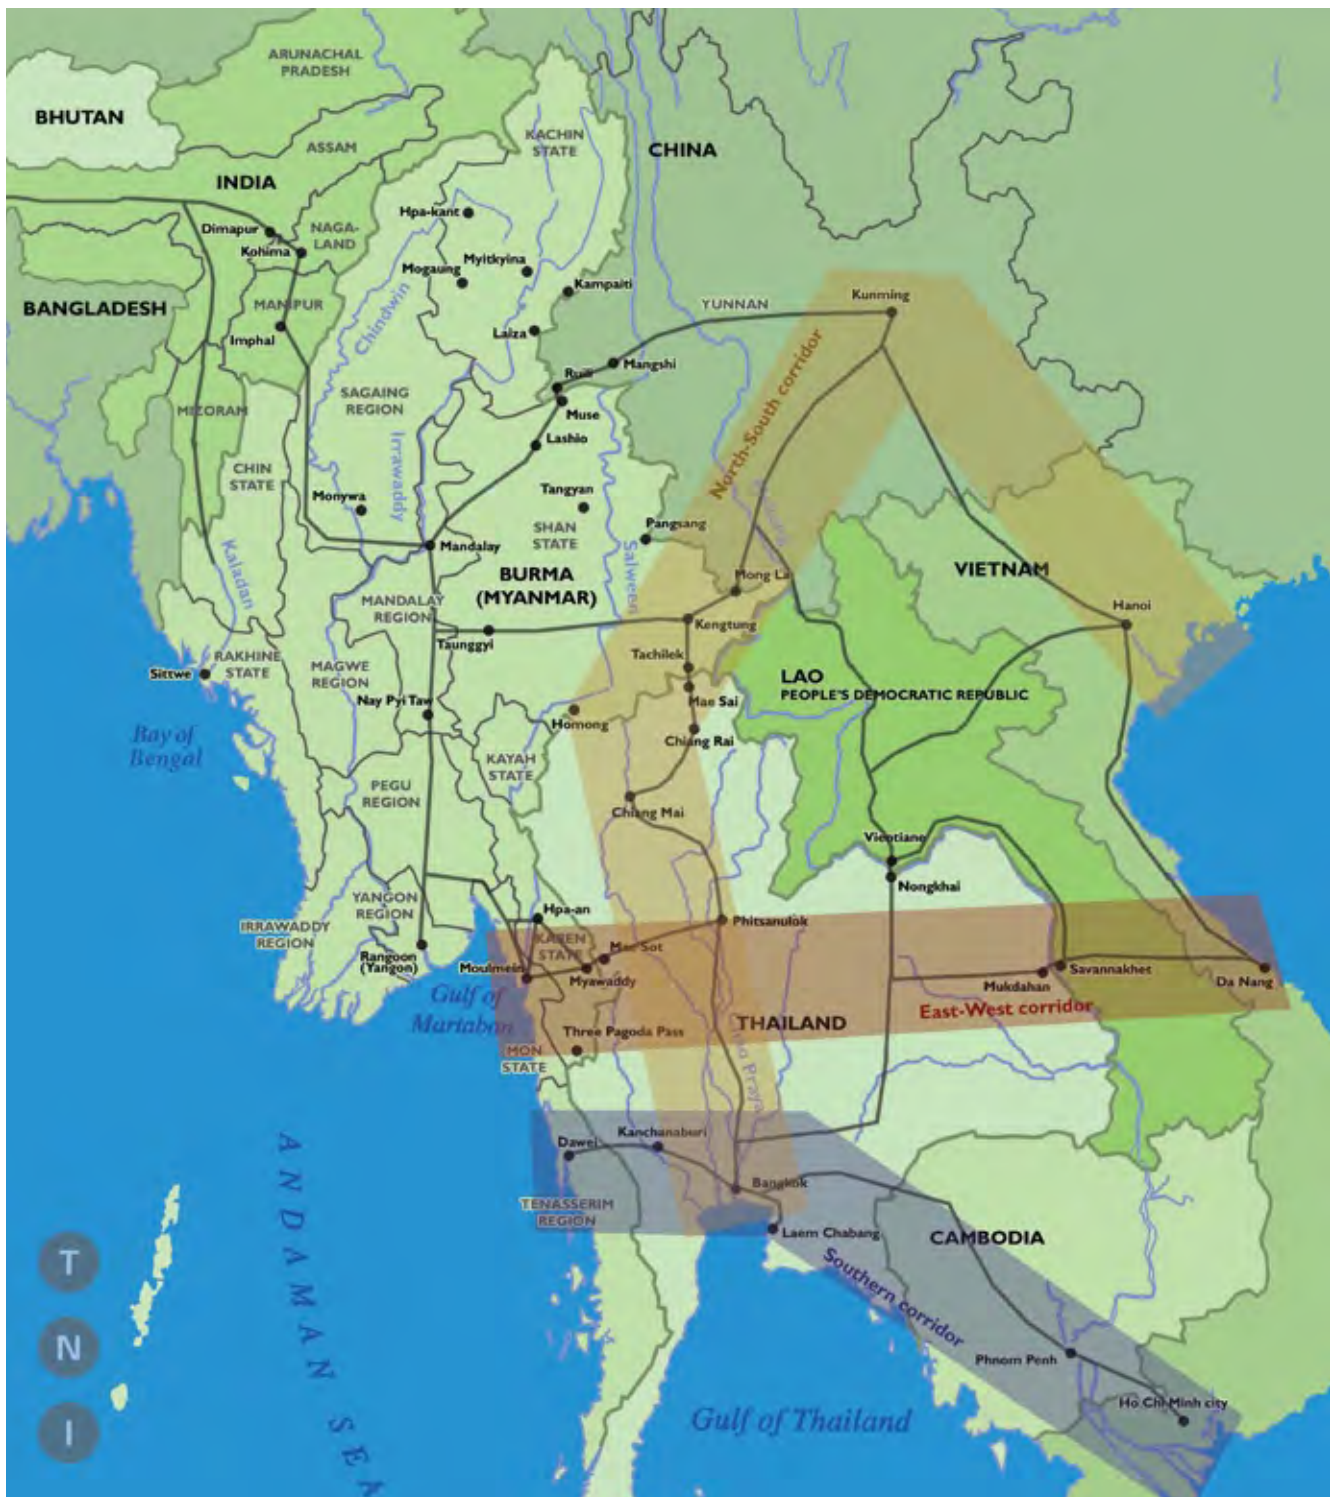 ARUNACHAL
PRADESH
BHUTAN
KACHIN
STATE
ASSAM
CHINA
INDIA
Hpa-kant
NAGA-
LAND
Dimapur
Kohima
Myitkyina
Mogaung
Kampaiti
BANGLADESH
MANIPUR
YUNNAN
Kunming
Imphal
Chindwin
Laiza
Mangshi
Ruili
North-South corridor
SAGAING
REGION
MIZORAM
Muse
Lashio
Irrawaddy
CHIN
STATE
Monywa
Tangyan
SHAN
STATE
Pangsang
Mandalay
Kaladan
Salween
BURMA
(MYANMAR)
Mong La
VIETNAM
MANDALAY
REGION
Hanoi
Kengtung
Taunggyi
RAKHINE
STATE
Sittwe
MAGWE
REGION
Tachilek
LAO
PEOPLE'S DEMOCRATIC REPUBLIC
Nay Pyi Taw
Mae Sai
Homong
Chiang Rai
Bay of
Bengal
KAYAH
STATE
PEGU
REGION
Chiang Mai
Vientiane
Nongkhai
YANGON
REGION
Hpa-an
Phitsanulok
IRRAWADDY
REGION
KAREN
STATE
Mae Sot
Rangoon
(Yangon)
Moulmein
Myawaddy
Savannakhet
Mukdahan
Da Nang
Gulf of
Martaban
East-West corridor
THAILAND
Three Pagoda Pass
MON
STATE
Praya
Kanchanaburi
Dawei
Bangkok
TENASSERIM
REGION
Laem Chabang
CAMBODIA
Southern corridor
ANDAMAN SEA
T
N
I
Phnom Penh
Ho Chi Minh city
Gulf of Thailand